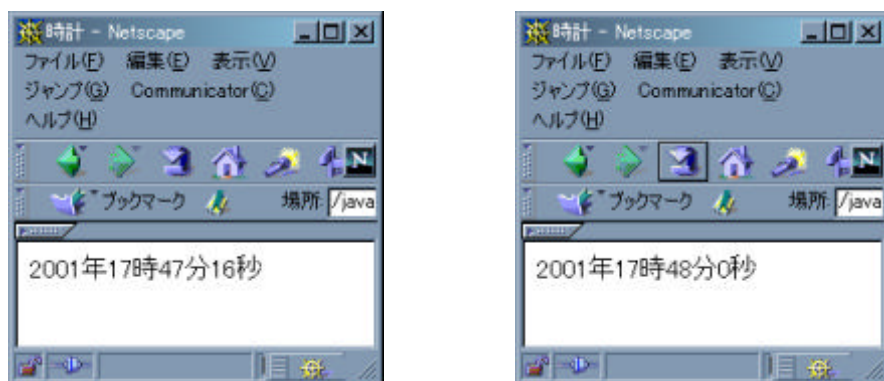 時計 - Netscape
ファイル(F) 編集(E) 表示(V)
ジャンプ(G) Communicator(C)
ヘルプ(H)
N
ブックマーク 場所: /java
2001年17時47分16秒
時計 - Netscape
ファイル(F) 編集(E) 表示(V)
ジャンプ(G) Communicator(C)
ヘルプ(H)
N
ブックマーク 場所: /java
2001年17時48分0秒